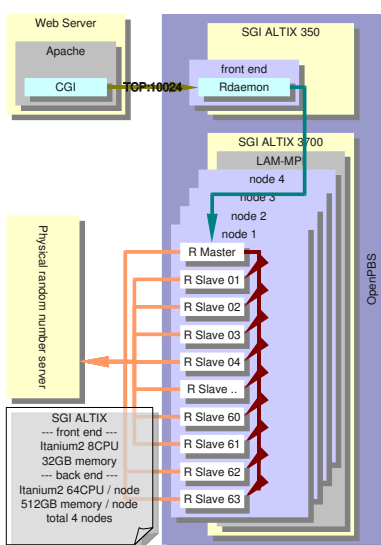 Web Server
Apache
CGI
TCP:10024
SGI ALTIX 350
front end
Rdaemon
SGI ALTIX 3700
LAM-MPI
node 4
node 3
node 2
node 1
R Master
R Slave 01
R Slave 02
R Slave 03
R Slave 04
R Slave ..
R Slave 60
R Slave 61
R Slave 62
R Slave 63
OpenPBS
Physical random number server
SGI ALTIX
--- front end ---
Itanium2 8CPU
32GB memory
--- back end ---
Itanium2 64CPU / node
512GB memory / node
total 4 nodes